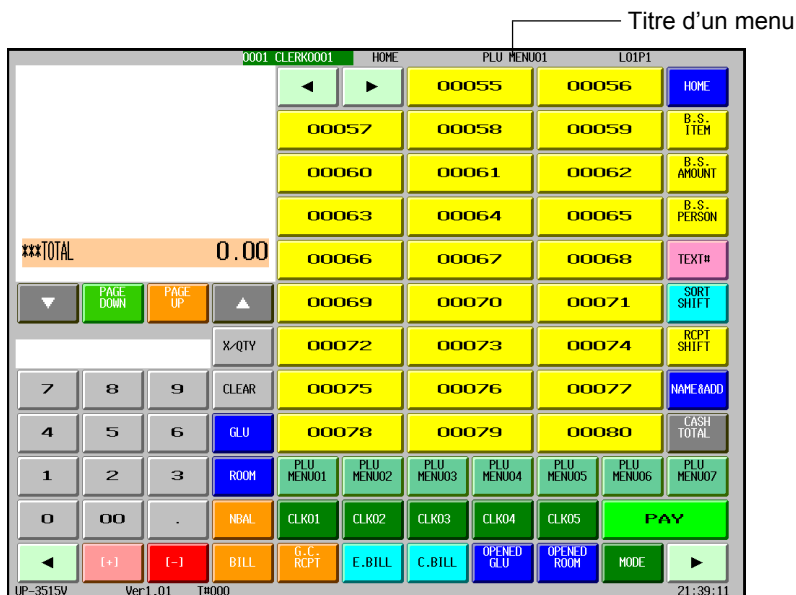 Titre d'un menu
0001 CLERK0001 HOME PLU MENU01 L01P1
◀ ▶ 00055 00056 HOME
00057 00058 00059 B.S. ITEM
00060 00061 00062 B.S. AMOUNT
00063 00064 00065 B.S. PERSON
***TOTAL 0.00
00066 00067 00068 TEXT#
▼ PAGE DOWN PAGE UP ▲ 00069 00070 00071 SORT SHIFT
X/QTY 00072 00073 00074 RCPT SHIFT
7 8 9 CLEAR 00075 00076 00077 NAME&ADD
4 5 6 GLU 00078 00079 00080 CASH TOTAL
1 2 3 ROOM PLU MENU01 PLU MENU02 PLU MENU03 PLU MENU04 PLU MENU05 PLU MENU06 PLU MENU07
0 00 . NBAL CLK01 CLK02 CLK03 CLK04 CLK05 PAY
◀ [+] [-] BILL G.C. RCPT E.BILL C.BILL OPENED GLU OPENED ROOM MODE ▶
UP-3515V Ver1.01 T#000 21:39:11